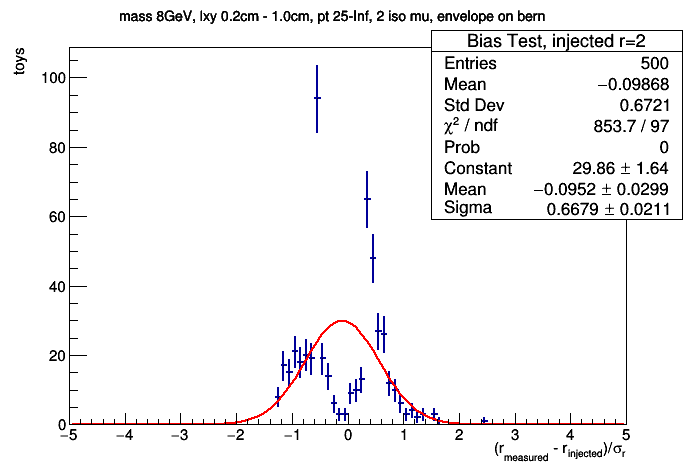 mass 8GeV, lxy 0.2cm - 1.0cm, pt 25-Inf, 2 iso mu, envelope on bern
toys
Bias Test, injected r=2
Entries 500
Mean −0.09868
Std Dev 0.6721
χ² / ndf 853.7 / 97
Prob 0
Constant 29.86 ± 1.64
Mean −0.0952 ± 0.0299
Sigma 0.6679 ± 0.0211
100
80
60
40
20
0
−5 −4 −3 −2 −1 0 1 2 3 4 5
(r_measured - r_injected)/σ_r